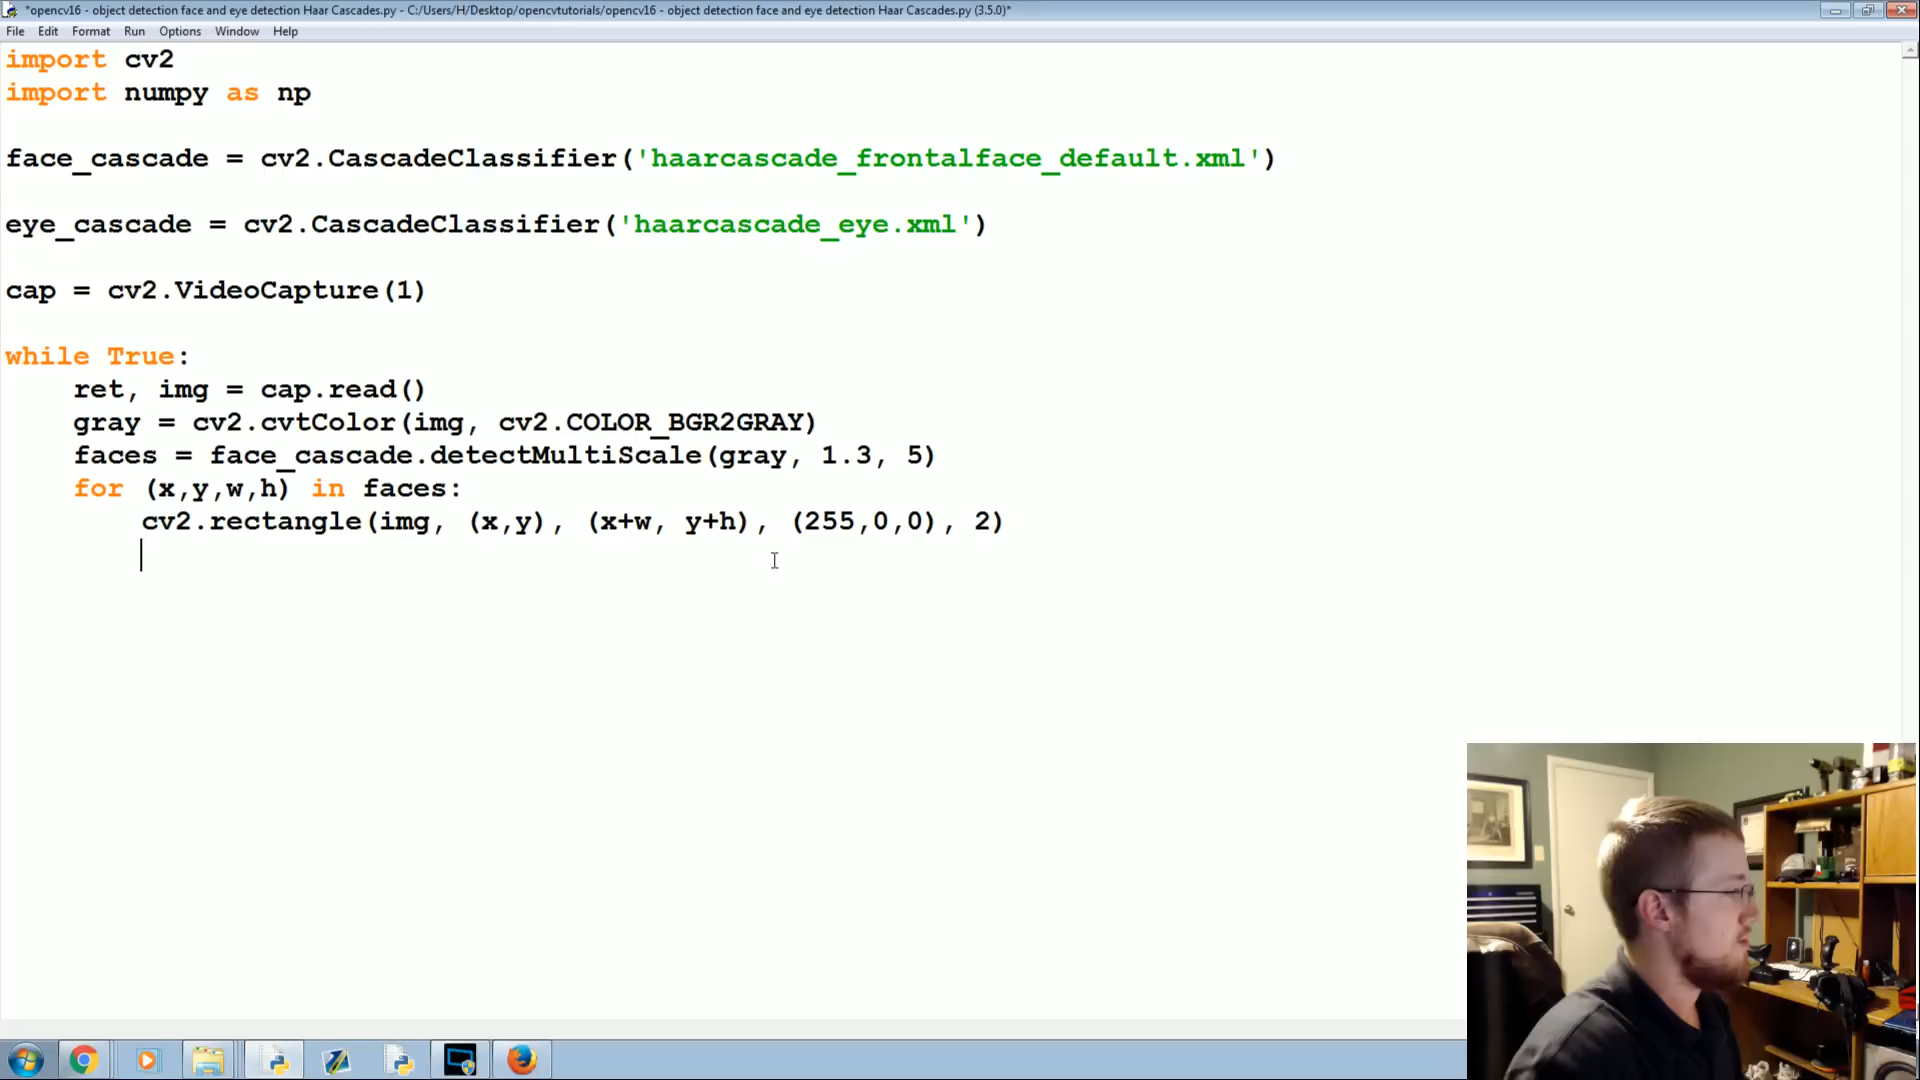 *opencv16 - object detection face and eye detection Haar Cascades.py - C:/Users/H/Desktop/opencvtutorials/opencv16 - object detection face and eye detection Haar Cascades.py (3.5.0)*
File Edit Format Run Options Window Help
import cv2
import numpy as np
face_cascade = cv2.CascadeClassifier('haarcascade_frontalface_default.xml')
eye_cascade = cv2.CascadeClassifier('haarcascade_eye.xml')
cap = cv2.VideoCapture(1)
while True:
    ret, img = cap.read()
    gray = cv2.cvtColor(img, cv2.COLOR_BGR2GRAY)
    faces = face_cascade.detectMultiScale(gray, 1.3, 5)
    for (x,y,w,h) in faces:
        cv2.rectangle(img, (x,y), (x+w, y+h), (255,0,0), 2)